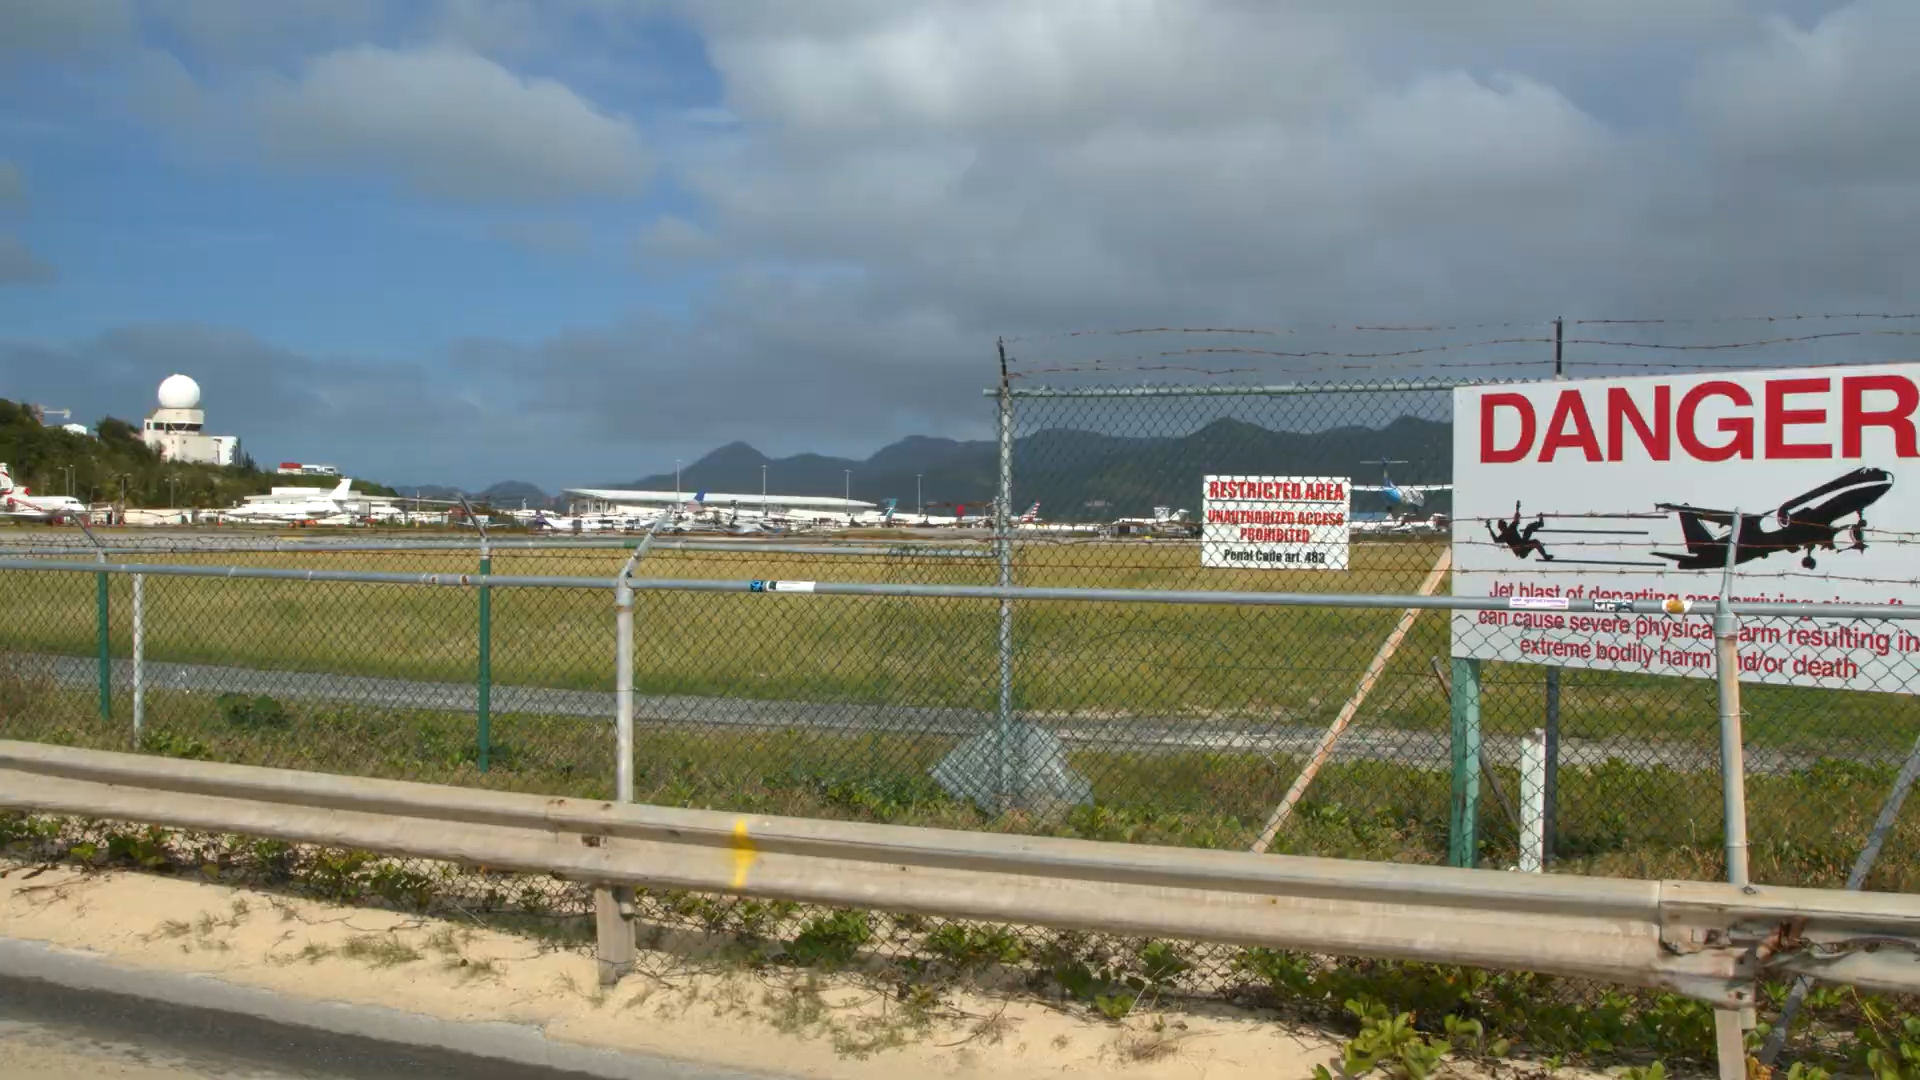 RESTRICTED AREA
UNAUTHORIZED ACCESS
PROHIBITED
Penal Code art. 483
DANGER
Jet blast of departing and arriving aircraft
can cause severe physical harm resulting in
extreme bodily harm and/or death